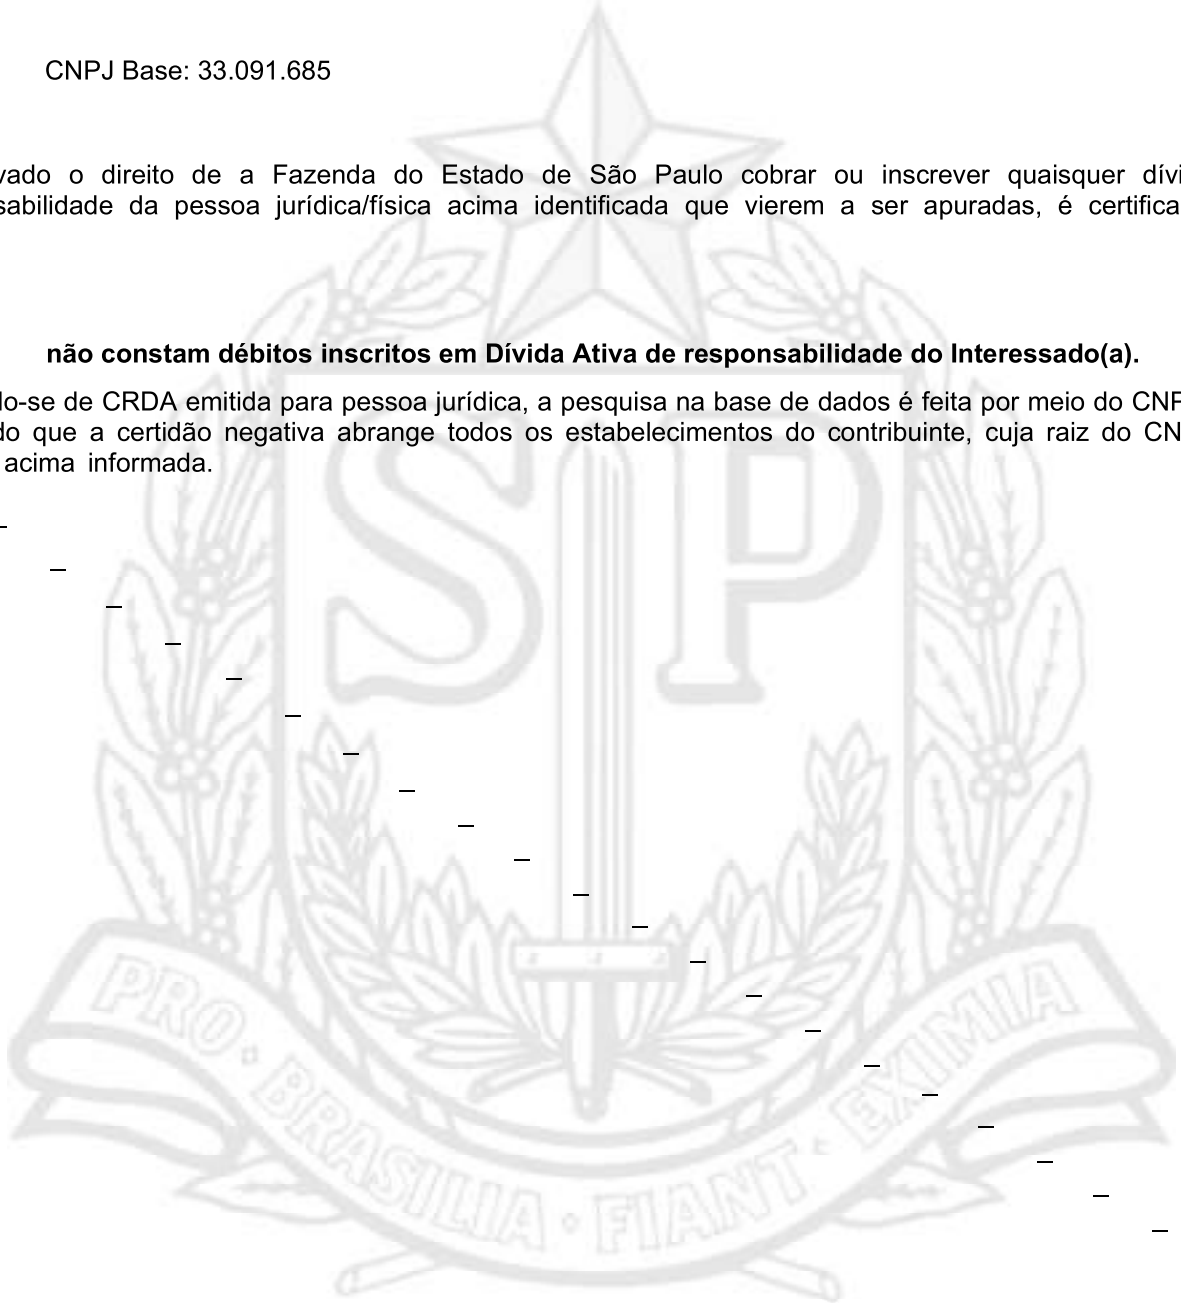 CNPJ Base: 33.091.685
vado o direito de a Fazenda do Estado de São Paulo cobrar ou inscrever quaisquer dívi
sabilidade da pessoa jurídica/física acima identificada que vierem a ser apuradas, é certifica
não constam débitos inscritos em Dívida Ativa de responsabilidade do Interessado(a).
do-se de CRDA emitida para pessoa jurídica, a pesquisa na base de dados é feita por meio do CNP
do que a certidão negativa abrange todos os estabelecimentos do contribuinte, cuja raiz do CN
acima informada.
SP
PRO · BRASILIA · FIANT · EXIMIA